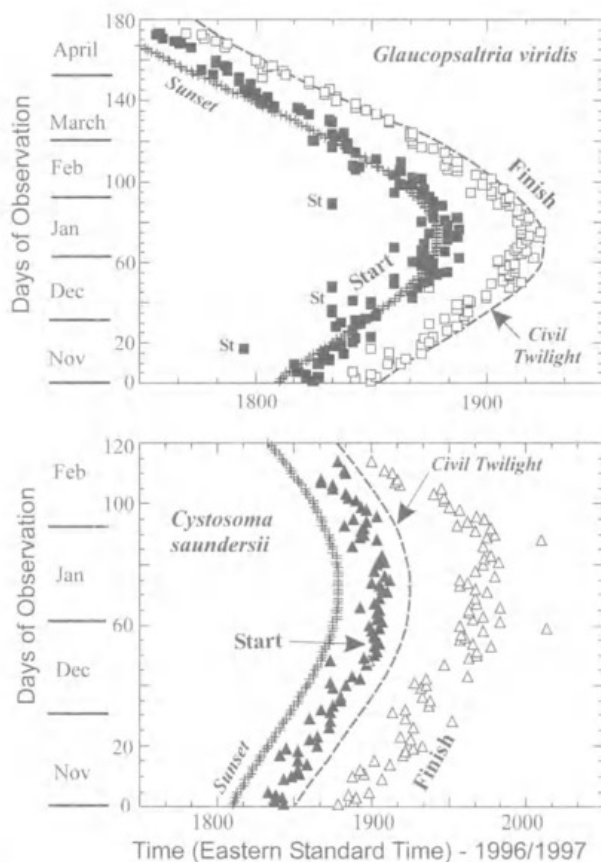 Days of Observation
180
140
100
60
20
0
April
March
Feb
Jan
Dec
Nov
Glaucopsaltria viridis
Sunset
Finish
St
Start
St
St
Civil
Twilight
1800
1900
Days of Observation
120
100
60
20
0
Feb
Jan
Dec
Nov
Civil Twilight
Cystosoma
saundersii
Start
Sunset
Finish
1800
1900
2000
Time (Eastern Standard Time) - 1996/1997